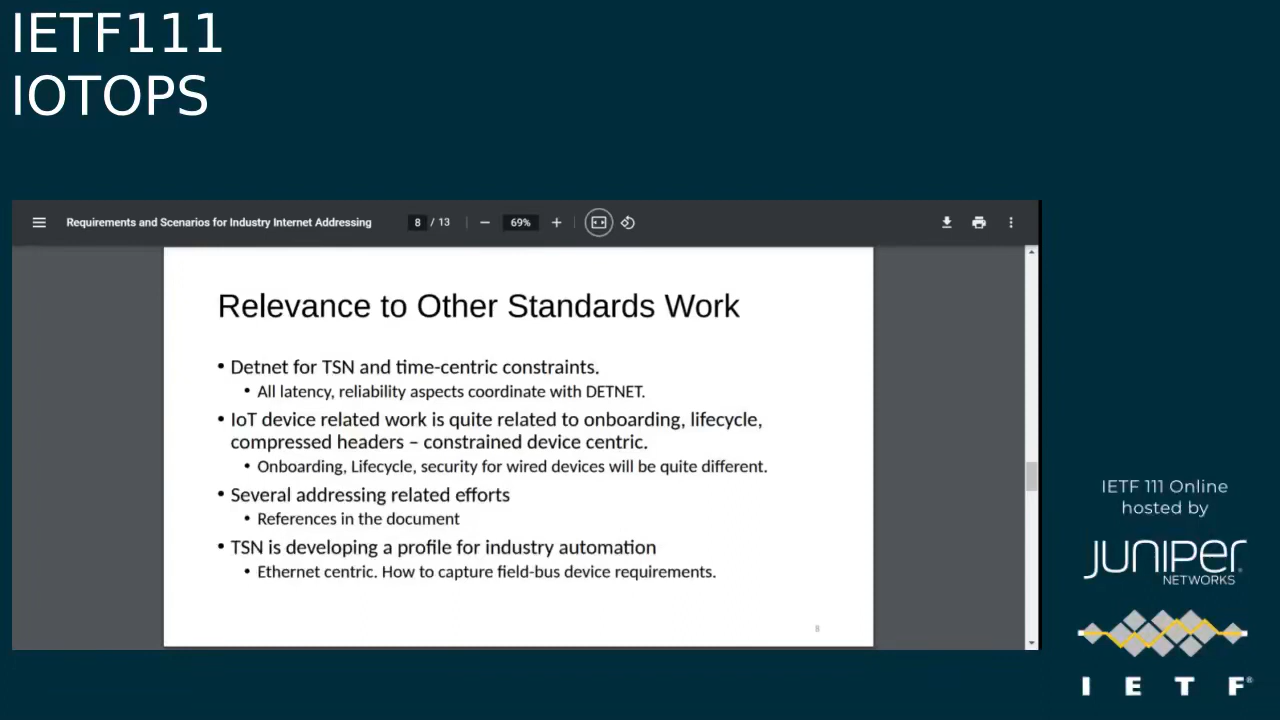 IETF111
IOTOPS
Requirements and Scenarios for Industry Internet Addressing
8 / 13
69%
Relevance to Other Standards Work
• Detnet for TSN and time-centric constraints.
• All latency, reliability aspects coordinate with DETNET.
• IoT device related work is quite related to onboarding, lifecycle,
compressed headers – constrained device centric.
• Onboarding, Lifecycle, security for wired devices will be quite different.
• Several addressing related efforts
• References in the document
• TSN is developing a profile for industry automation
• Ethernet centric. How to capture field-bus device requirements.
8
IETF 111 Online
hosted by
JUNIPER
NETWORKS
I E T F®